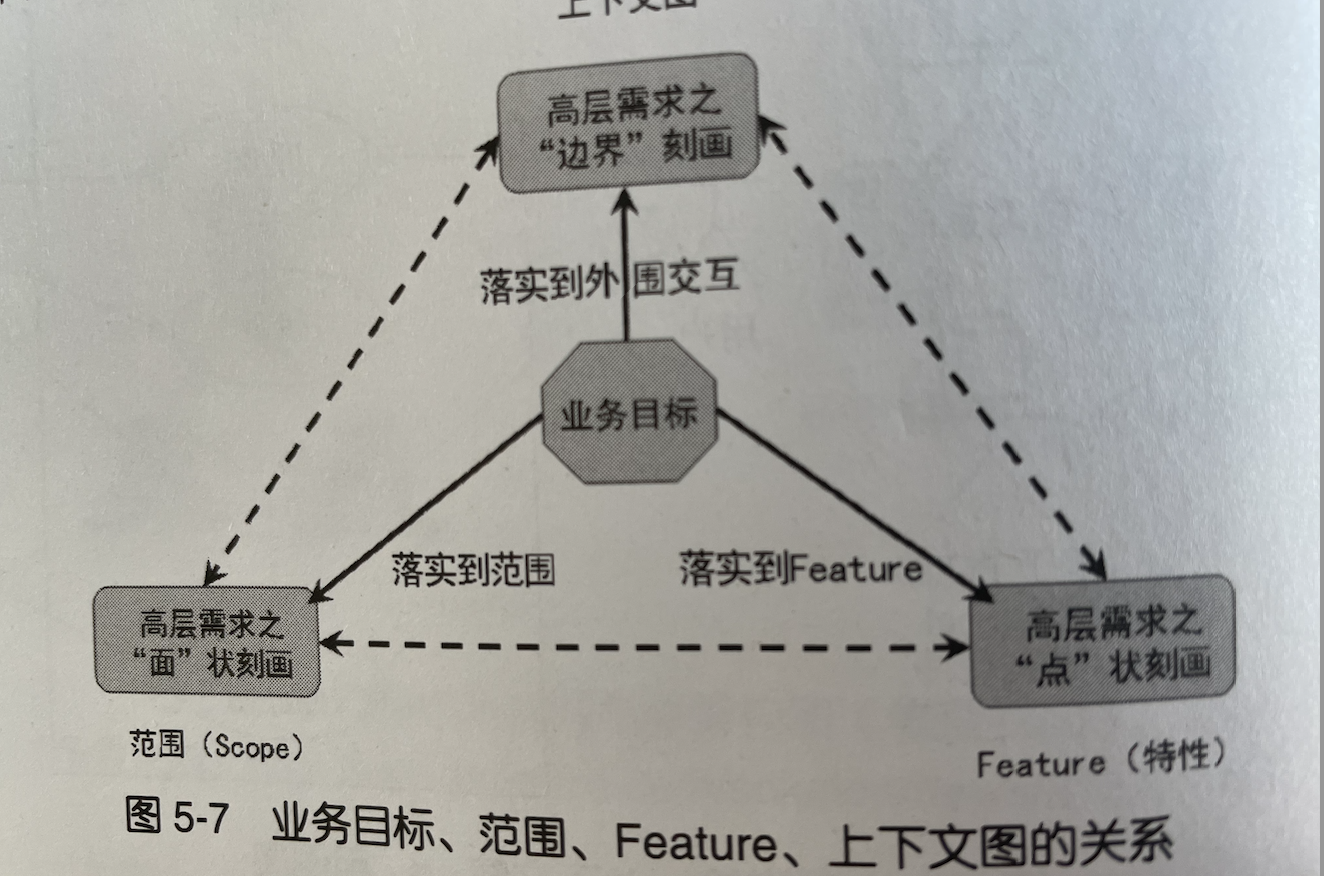 上下文图
高层需求之
“边界”刻画
落实到外围交互
业务目标
落实到范围
落实到Feature
高层需求之
“面”状刻画
高层需求之
“点”状刻画
范围（Scope）
Feature（特性）
图 5-7 业务目标、范围、Feature、上下文图的关系